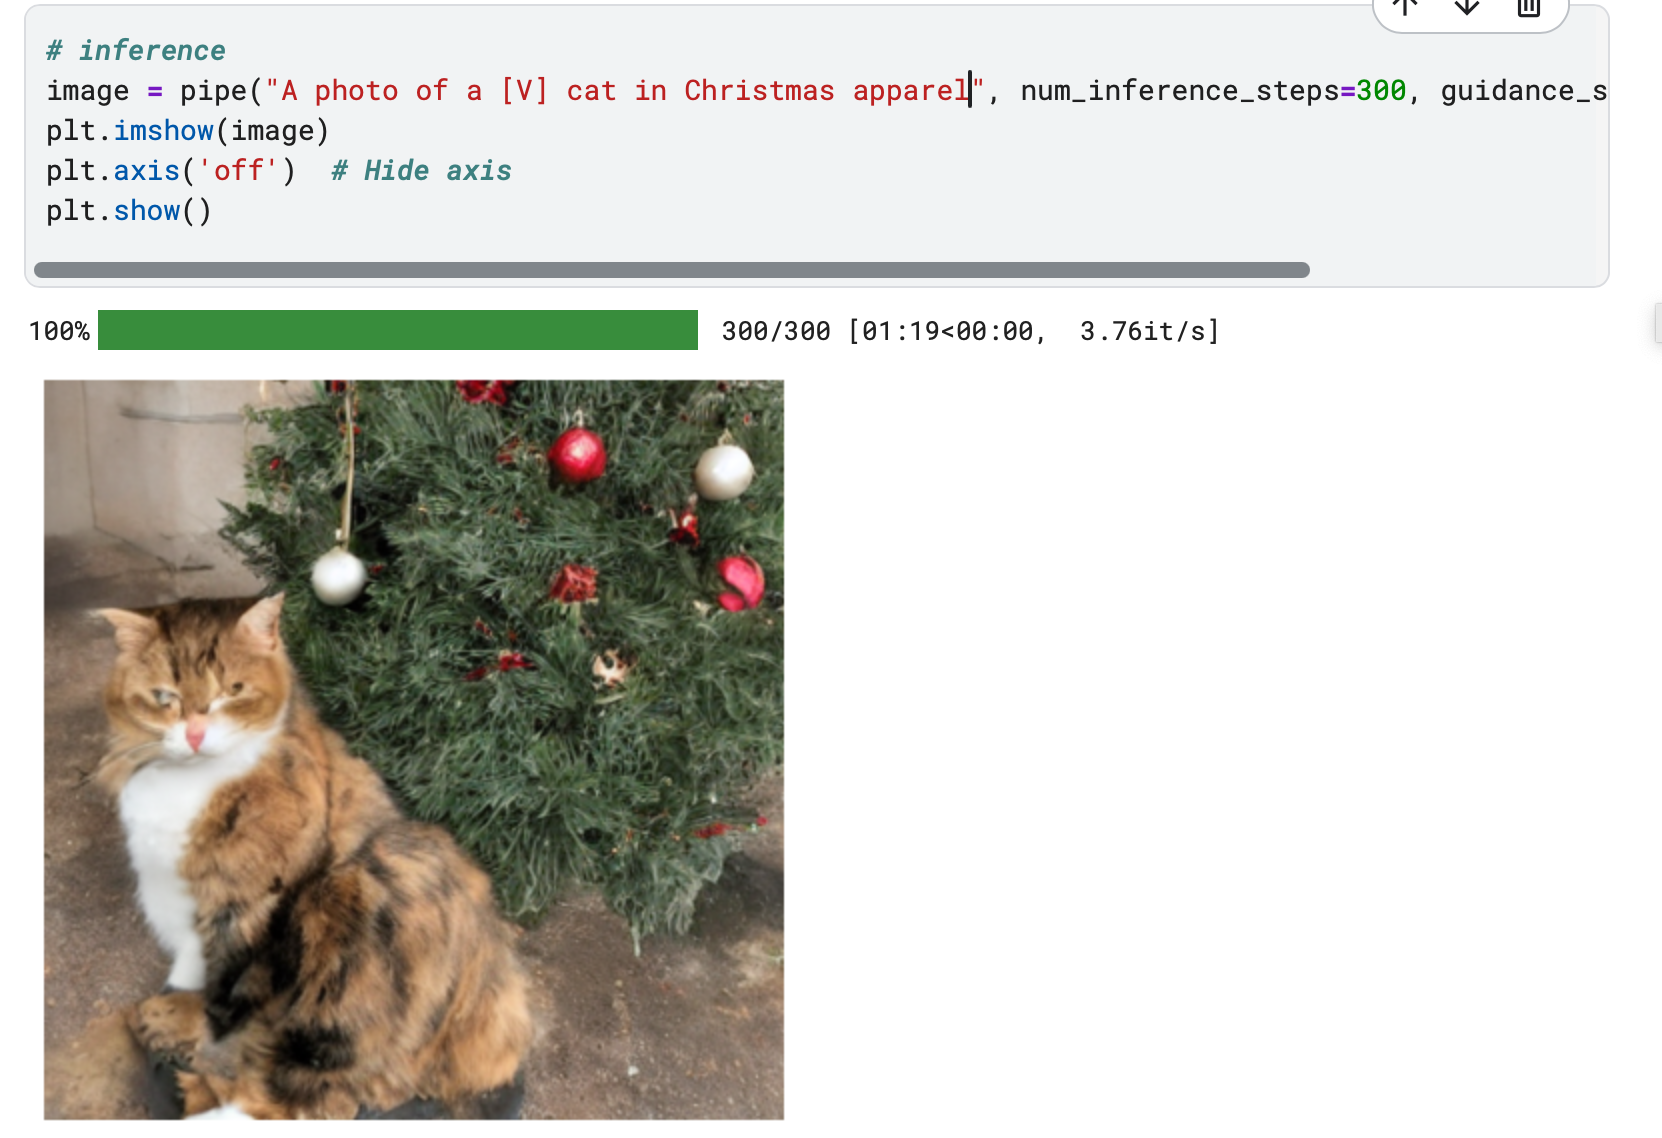 # inference
image = pipe("A photo of a [V] cat in Christmas apparel", num_inference_steps=300, guidance_s
plt.imshow(image)
plt.axis('off')  # Hide axis
plt.show()
100% 300/300 [01:19<00:00,  3.76it/s]